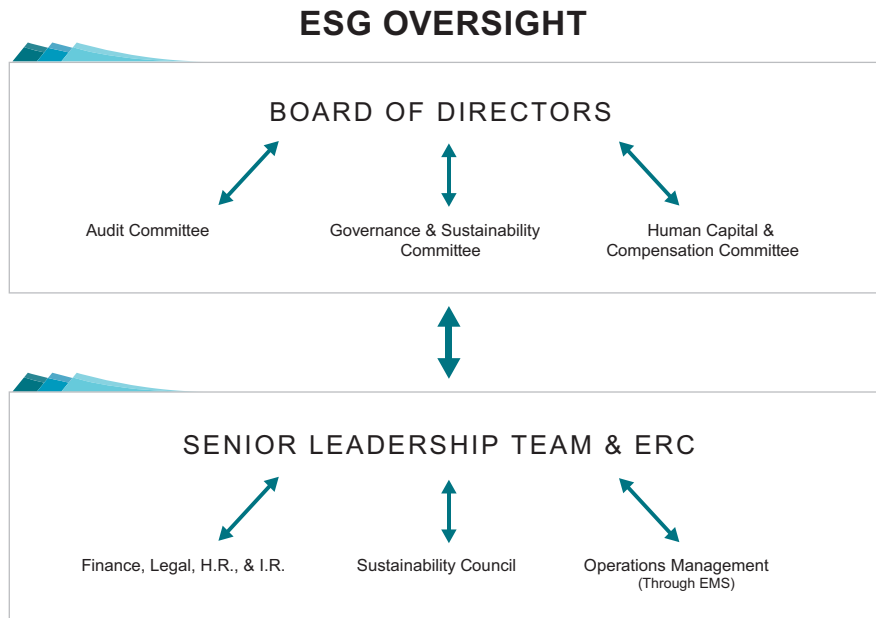 ESG OVERSIGHT
BOARD OF DIRECTORS
Audit Committee
Governance & Sustainability
Committee
Human Capital &
Compensation Committee
SENIOR LEADERSHIP TEAM & ERC
Finance, Legal, H.R., & I.R.
Sustainability Council
Operations Management
(Through EMS)